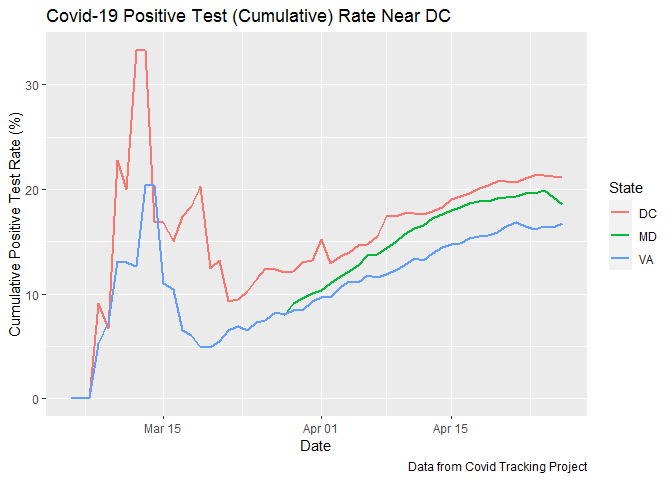 Covid-19 Positive Test (Cumulative) Rate Near DC
Cumulative Positive Test Rate (%)
30
20
10
0
Mar 15
Apr 01
Apr 15
Date
State
DC
MD
VA
Data from Covid Tracking Project